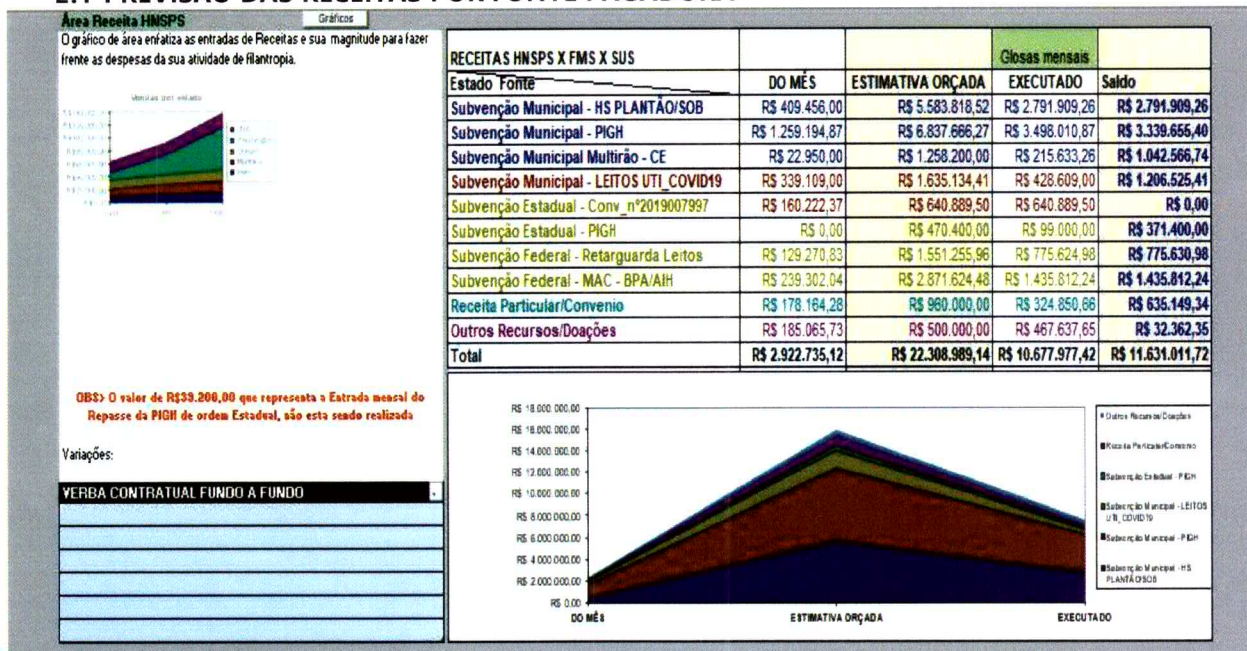 2.1-PREVISÃO DAS RECEITAS POR FONTE PAGADORA
Área Receita HNSPS
Gráficos
O gráfico de área enfatiza as entradas de Receitas e sua magnitude para fazer
frente as despesas da sua atividade de filantropia.
OBS> O valor de R$39.200,00 que representa a Entrada mensal do
Repasse da PIGH de ordem Estadual, não esta sendo realizada
Variações:
VERBA CONTRATUAL FUNDO A FUNDO
RECEITAS HNSPS X FMS X SUS Glosas mensais
Estado Fonte DO MÊS ESTIMATIVA ORÇADA EXECUTADO Saldo
Subvenção Municipal - HS PLANTÃO/SOB R$ 409.456,00 R$ 5.583.818,52 R$ 2.791.909,26 R$ 2.791.909,26
Subvenção Municipal - PIGH R$ 1.259.194,87 R$ 6.837.666,27 R$ 3.498.010,87 R$ 3.339.655,40
Subvenção Municipal Multirão - CE R$ 22.950,00 R$ 1.258.200,00 R$ 215.633,26 R$ 1.042.566,74
Subvenção Municipal - LEITOS UTI_COVID19 R$ 339.109,00 R$ 1.635.134,41 R$ 428.609,00 R$ 1.206.525,41
Subvenção Estadual - Conv_nº2019007997 R$ 160.222,37 R$ 640.889,50 R$ 640.889,50 R$ 0,00
Subvenção Estadual - PIGH R$ 0,00 R$ 470.400,00 R$ 99.000,00 R$ 371.400,00
Subvenção Federal - Retarguarda Leitos R$ 129.270,83 R$ 1.551.255,96 R$ 775.624,98 R$ 775.630,98
Subvenção Federal - MAC - BPA/AIH R$ 239.302,04 R$ 2.871.624,48 R$ 1.435.812,24 R$ 1.435.812,24
Receita Particular/Convenio R$ 178.164,28 R$ 960.000,00 R$ 324.850,66 R$ 635.149,34
Outros Recursos/Doações R$ 185.065,73 R$ 500.000,00 R$ 467.637,65 R$ 32.362,35
Total R$ 2.922.735,12 R$ 22.308.989,14 R$ 10.677.977,42 R$ 11.631.011,72
R$ 18.000.000,00
R$ 16.000.000,00
R$ 14.000.000,00
R$ 12.000.000,00
R$ 10.000.000,00
R$ 8.000.000,00
R$ 6.000.000,00
R$ 4.000.000,00
R$ 2.000.000,00
R$ 0,00
DO MÊS ESTIMATIVA ORÇADA EXECUTADO
Outros Recursos/Doações
Receita Particular/Convenio
Subvenção Estadual - PIGH
Subvenção Municipal - LEITOS
UTI_COVID19
Subvenção Municipal - PIGH
Subvenção Municipal - HS
PLANTÃO/SOB